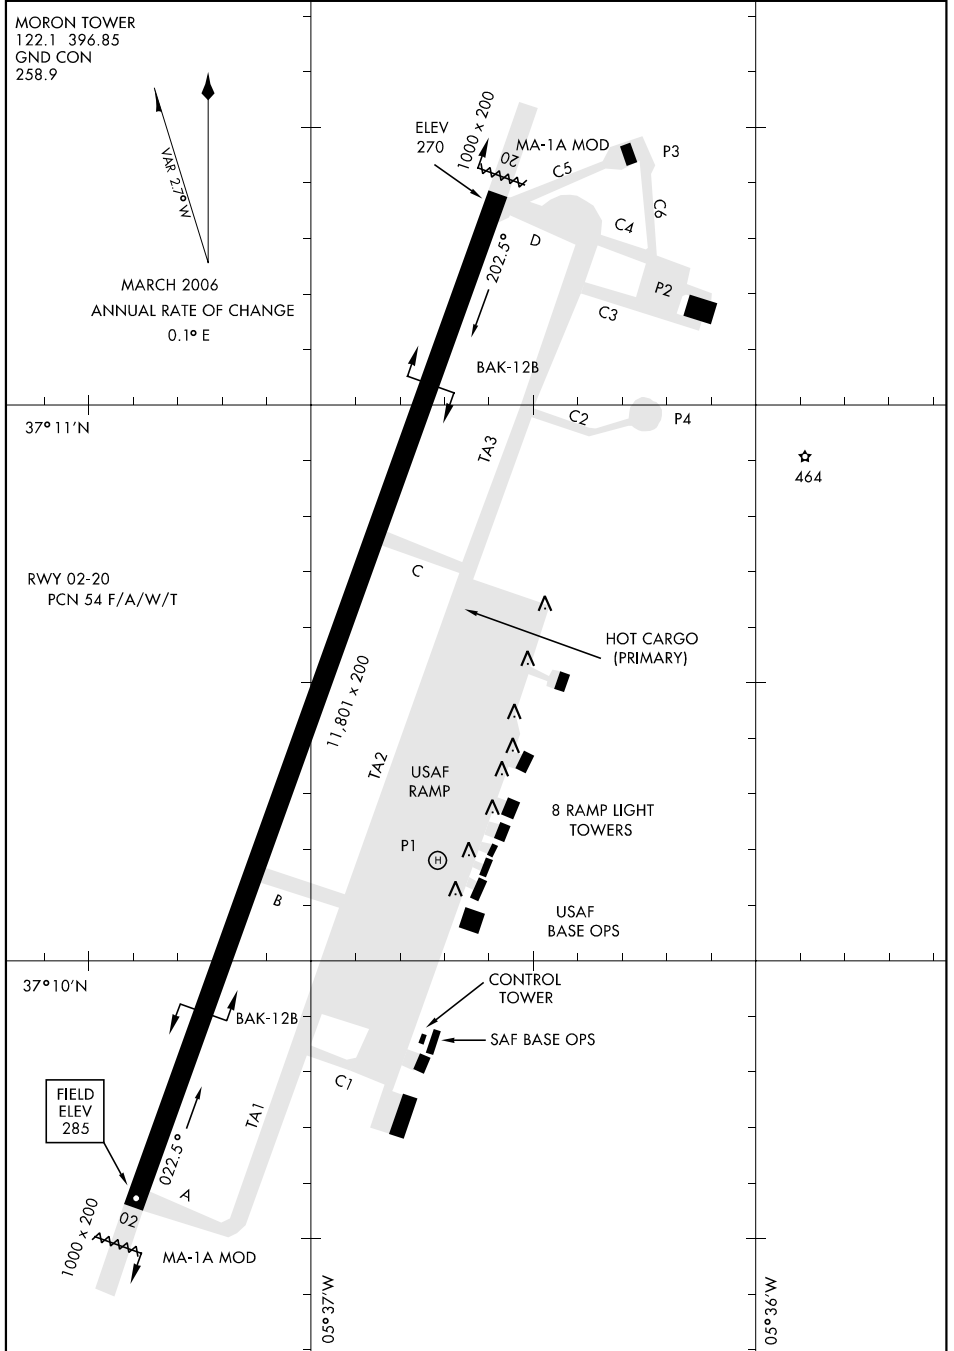 MORON TOWER
122.1 396.85
GND CON
258.9
VAR 2.7° W
MARCH 2006
ANNUAL RATE OF CHANGE
0.1° E
ELEV
270
1000 x 200
20
MA-1A MOD
P3
C5
C6
C4
D
202.5°
P2
C3
BAK-12B
37° 11'N
C2
P4
TA3
464
RWY 02-20
PCN 54 F/A/W/T
C
HOT CARGO
(PRIMARY)
11,801 x 200
TA2
USAF
RAMP
8 RAMP LIGHT
TOWERS
P1
H
B
USAF
BASE OPS
37° 10'N
CONTROL
TOWER
BAK-12B
SAF BASE OPS
C1
FIELD
ELEV
285
TA1
022.5°
A
02
1000 x 200
MA-1A MOD
05° 37'W
05° 36'W